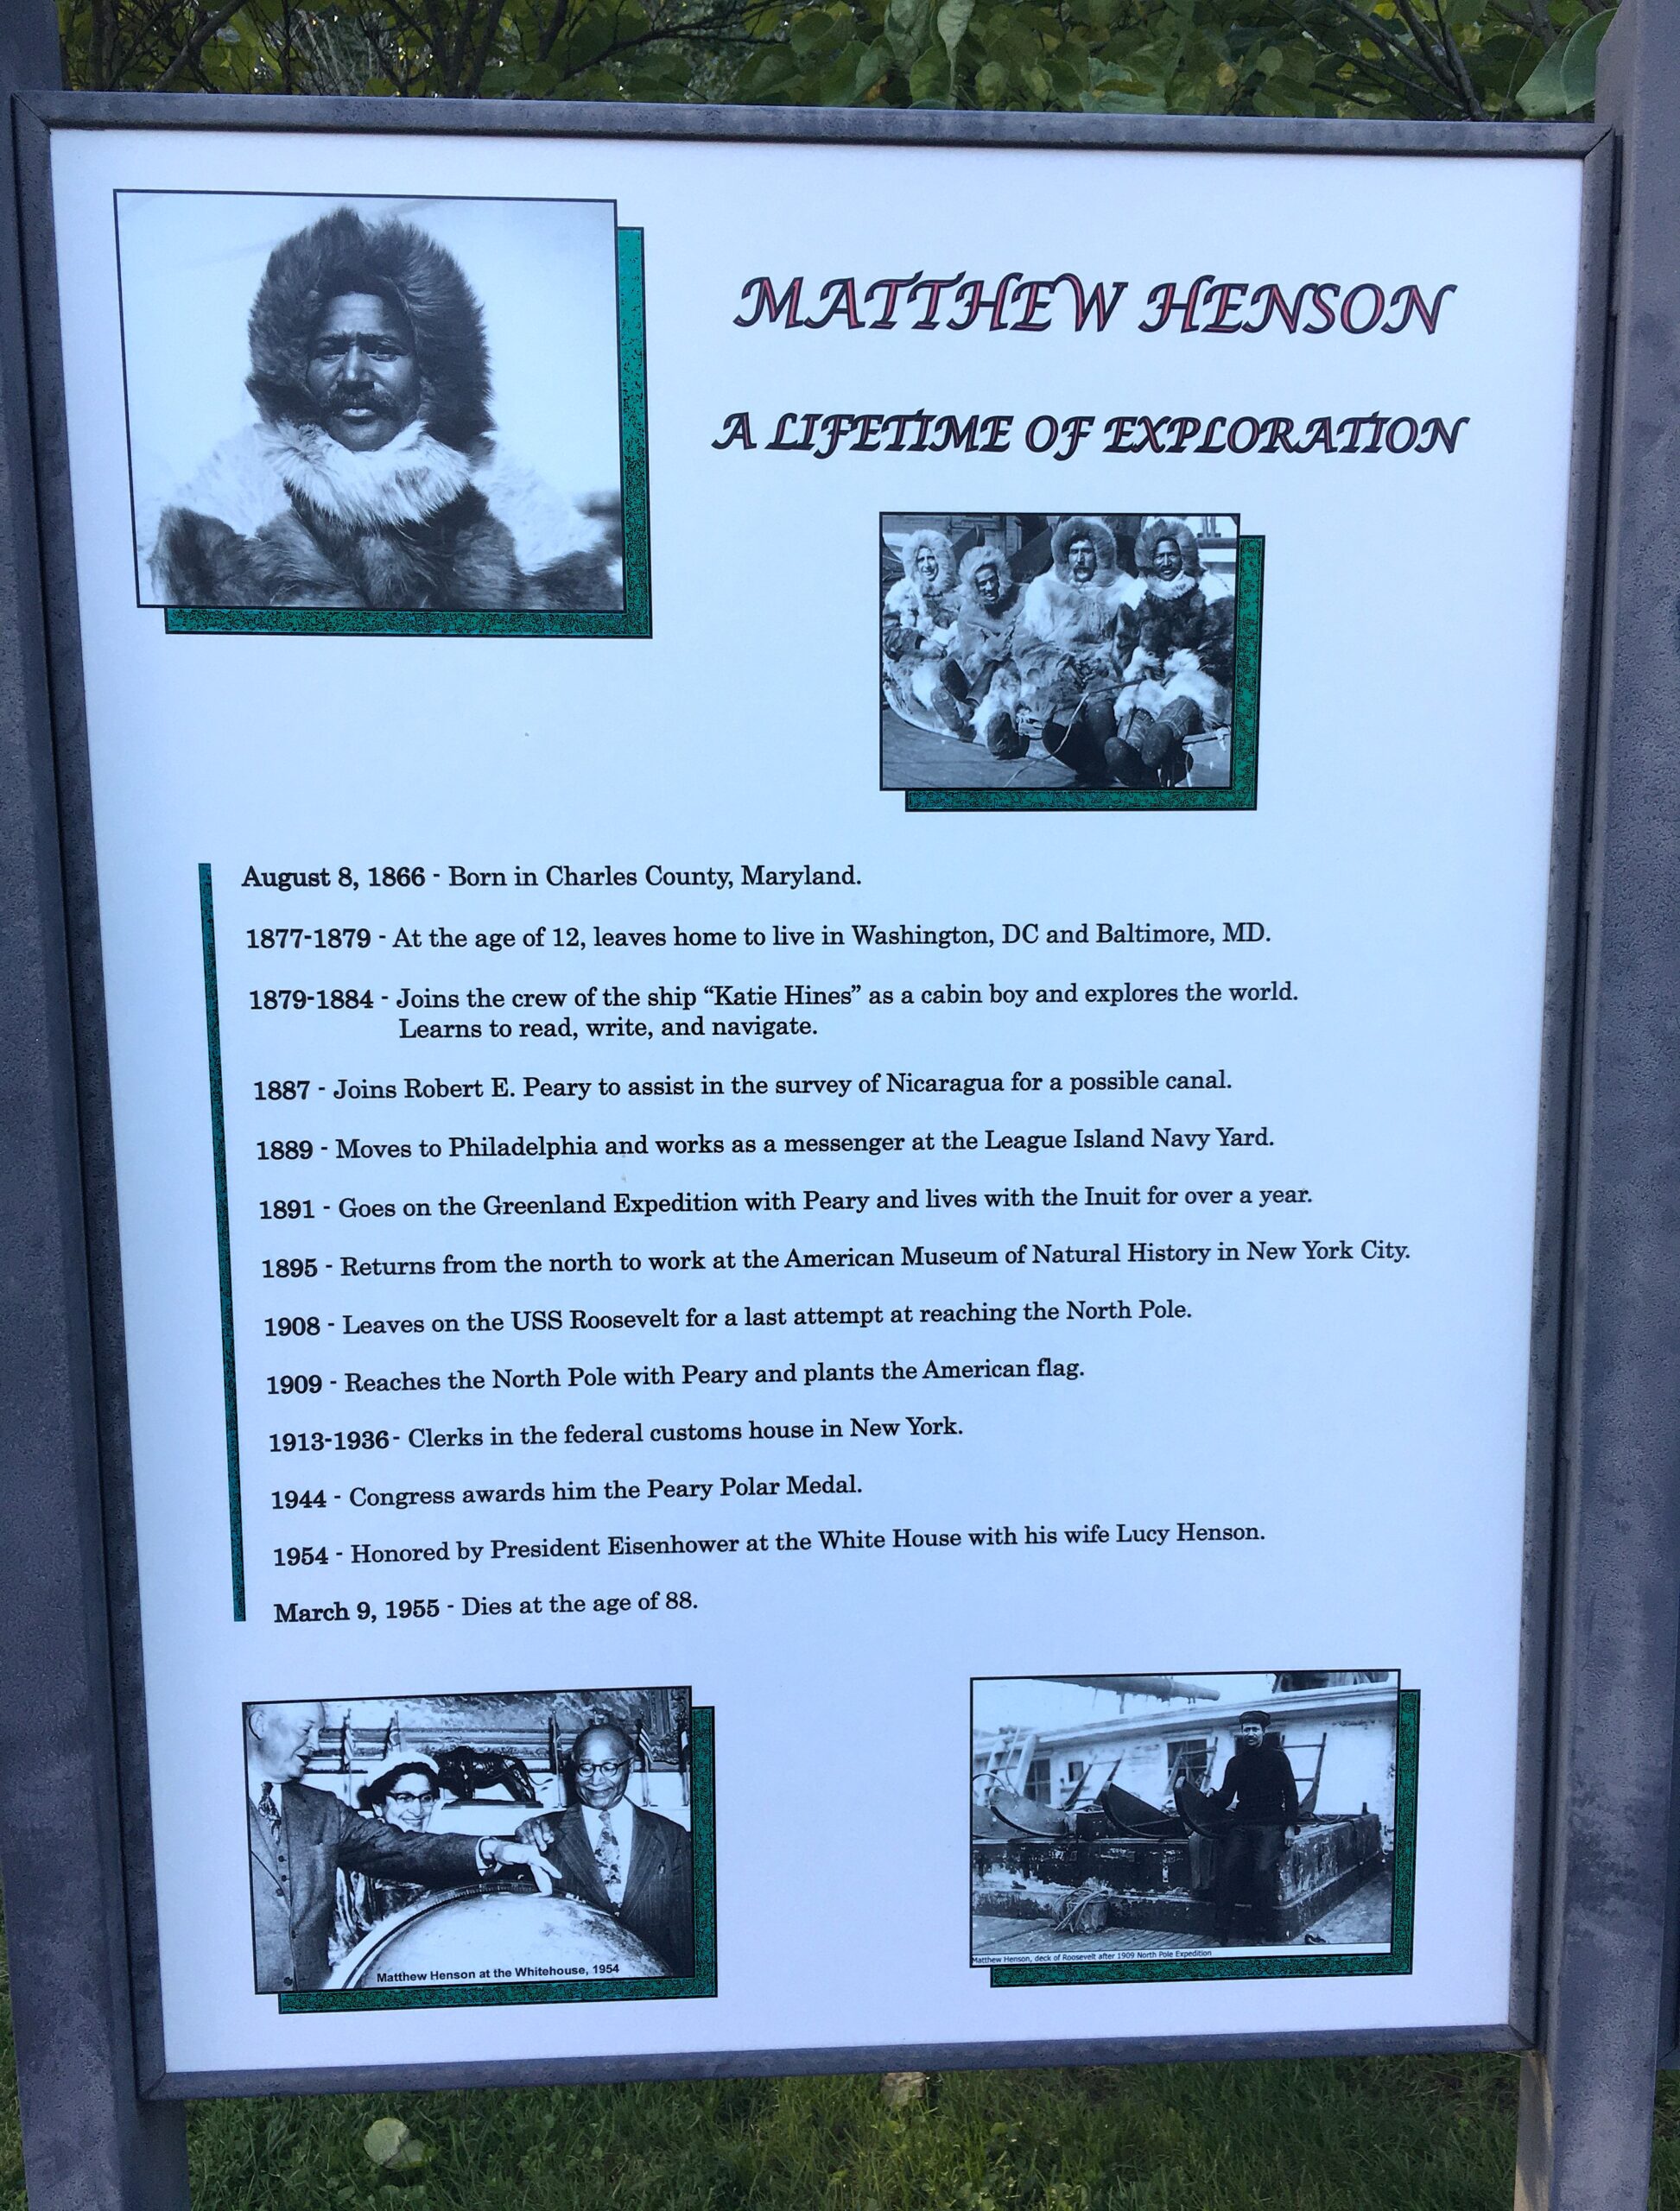 MATTHEW HENSON
A LIFETIME OF EXPLORATION
August 8, 1866 - Born in Charles County, Maryland.
1877-1879 - At the age of 12, leaves home to live in Washington, DC and Baltimore, MD.
1879-1884 - Joins the crew of the ship “Katie Hines” as a cabin boy and explores the world.
Learns to read, write, and navigate.
1887 - Joins Robert E. Peary to assist in the survey of Nicaragua for a possible canal.
1889 - Moves to Philadelphia and works as a messenger at the League Island Navy Yard.
1891 - Goes on the Greenland Expedition with Peary and lives with the Inuit for over a year.
1895 - Returns from the north to work at the American Museum of Natural History in New York City.
1908 - Leaves on the USS Roosevelt for a last attempt at reaching the North Pole.
1909 - Reaches the North Pole with Peary and plants the American flag.
1913-1936- Clerks in the federal customs house in New York.
1944 - Congress awards him the Peary Polar Medal.
1954 - Honored by President Eisenhower at the White House with his wife Lucy Henson.
March 9, 1955 - Dies at the age of 88.
Matthew Henson at the Whitehouse, 1954
Matthew Henson, deck of Roosevelt after 1909 North Pole Expedition